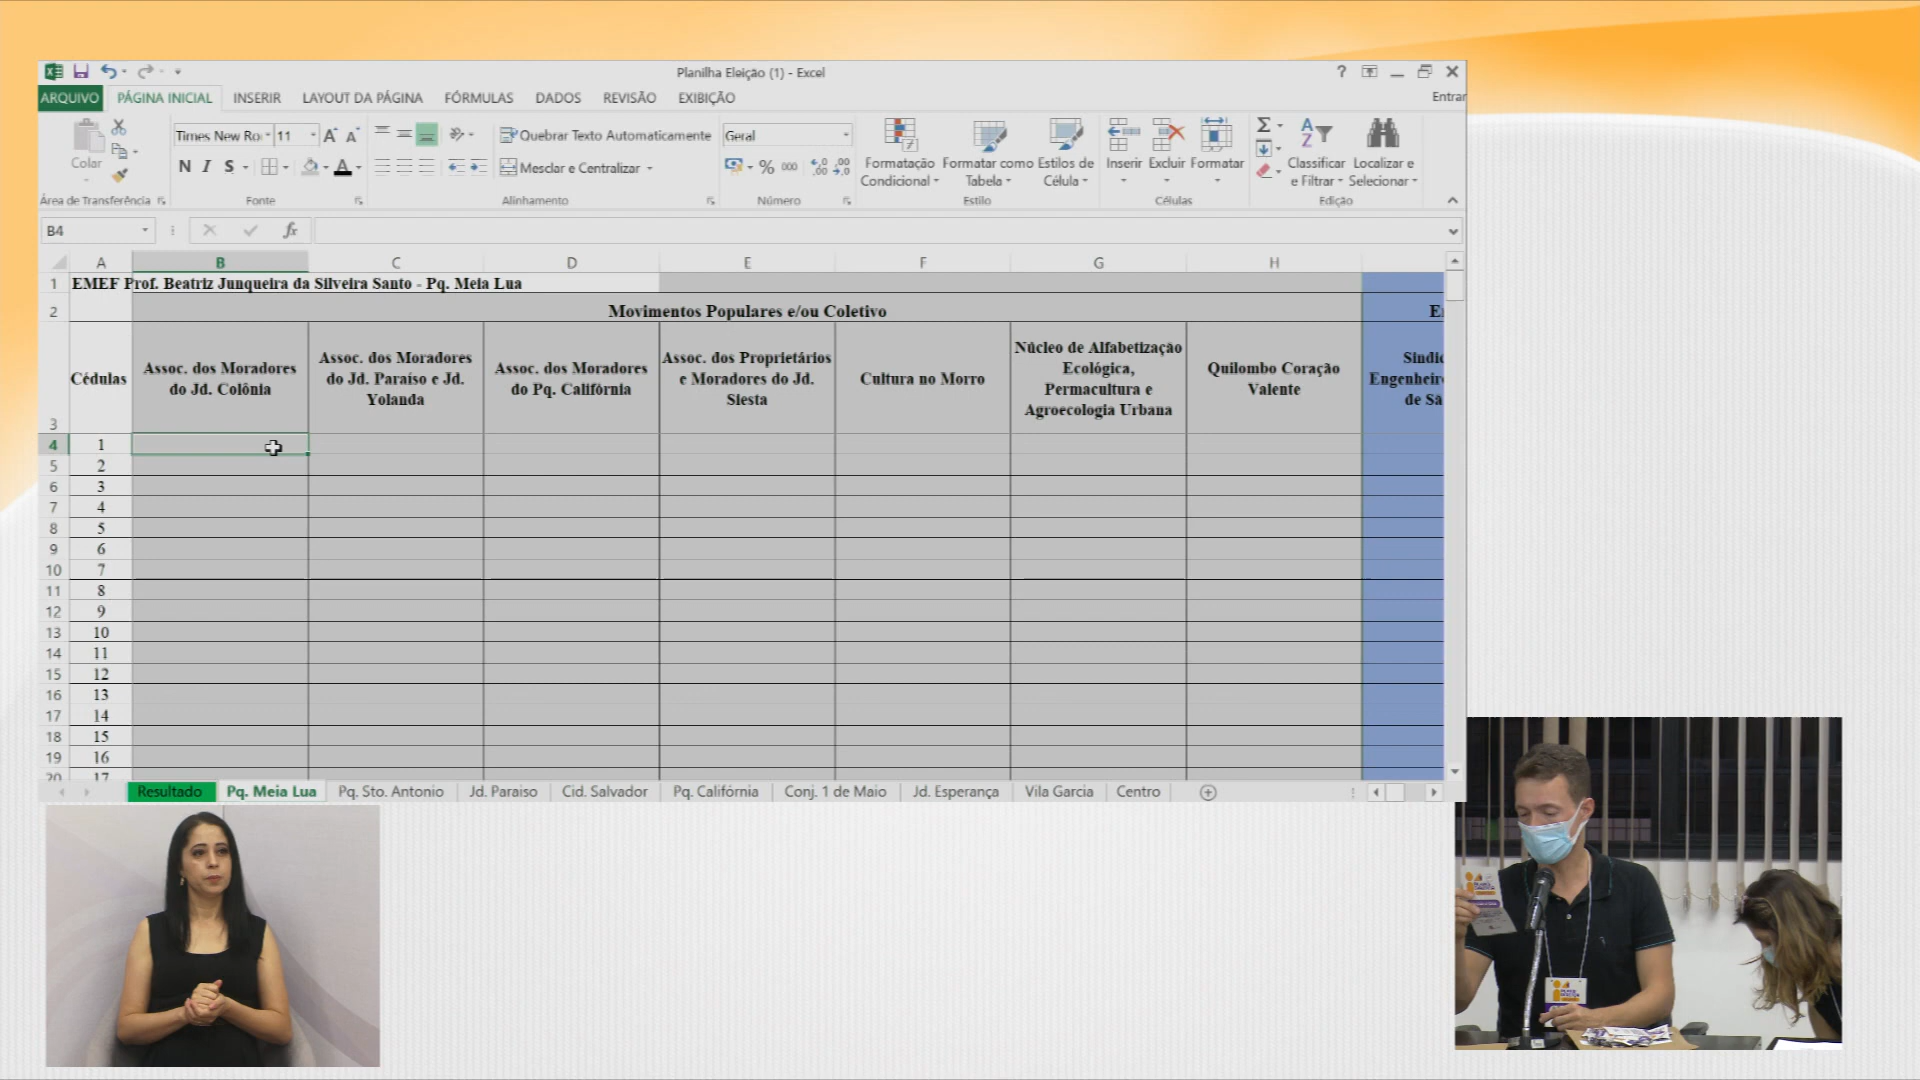 Planilha Eleição (1) - Excel
ARQUIVO PÁGINA INICIAL INSERIR LAYOUT DA PÁGINA FÓRMULAS DADOS REVISÃO EXIBIÇÃO Entrar
Times New Ro 11 Quebrar Texto Automaticamente Geral
Colar N I S Mesclar e Centralizar % 000
Formatação Condicional
Formatar como Tabela
Estilos de Célula
Inserir Excluir Formatar
Classificar e Filtrar
Localizar e Selecionar
Área de Transferência Fonte Alinhamento Número Estilo Células Edição
B4 fx
A B C D E F G H
1 EMEF Prof. Beatriz Junqueira da Silveira Santo - Pq. Meia Lua
2 Movimentos Populares e/ou Coletivo
3 Cédulas
Assoc. dos Moradores
do Jd. Colônia
Assoc. dos Moradores
do Jd. Paraíso e Jd.
Yolanda
Assoc. dos Moradores
do Pq. Califórnia
Assoc. dos Proprietários
e Moradores do Jd.
Siesta
Cultura no Morro
Núcleo de Alfabetização
Ecológica,
Permacultura e
Agroecologia Urbana
Quilombo Coração
Valente
4 1
5 2
6 3
7 4
8 5
9 6
10 7
11 8
12 9
13 10
14 11
15 12
16 13
17 14
18 15
19 16
20 17
Resultado Pq. Meia Lua Pq. Sto. Antonio Jd. Paraiso Cid. Salvador Pq. Califórnia Conj. 1 de Maio Jd. Esperança Vila Garcia Centro